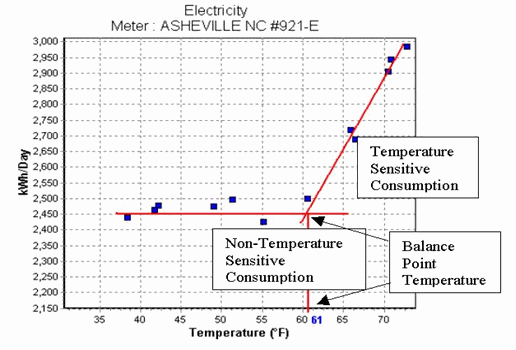 Electricity
Meter : ASHEVILLE NC #921-E
3,000
2,950
2,900
2,850
2,800
2,750
2,700
2,650
2,600
2,550
2,500
2,450
2,400
2,350
2,300
2,250
2,200
2,150
kWh/Day
Temperature
Sensitive
Consumption
Non-Temperature
Sensitive
Consumption
Balance
Point
Temperature
35 40 45 50 55 60 61 65 70
Temperature (°F)